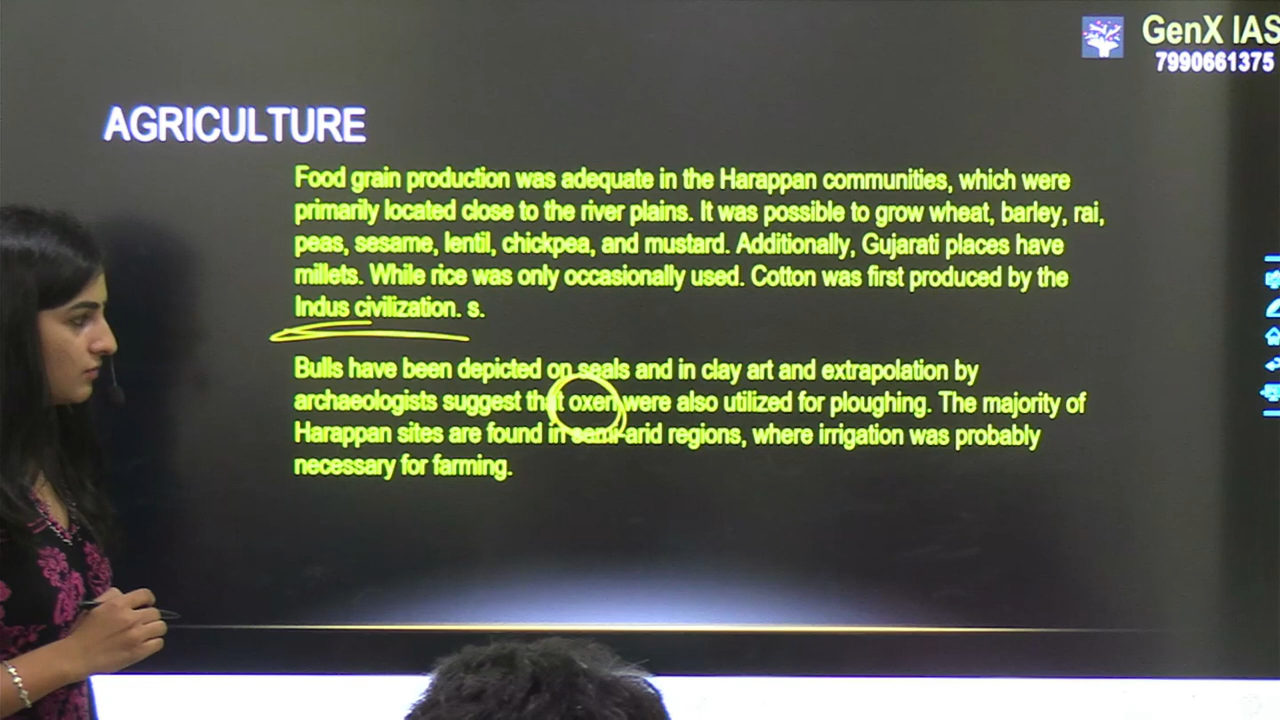 GenX IAS
7990661375
AGRICULTURE
Food grain production was adequate in the Harappan communities, which were
primarily located close to the river plains. It was possible to grow wheat, barley, rai,
peas, sesame, lentil, chickpea, and mustard. Additionally, Gujarati places have
millets. While rice was only occasionally used. Cotton was first produced by the
Indus civilization. s.
Bulls have been depicted on seals and in clay art and extrapolation by
archaeologists suggest that oxen were also utilized for ploughing. The majority of
Harappan sites are found in semi-arid regions, where irrigation was probably
necessary for farming.